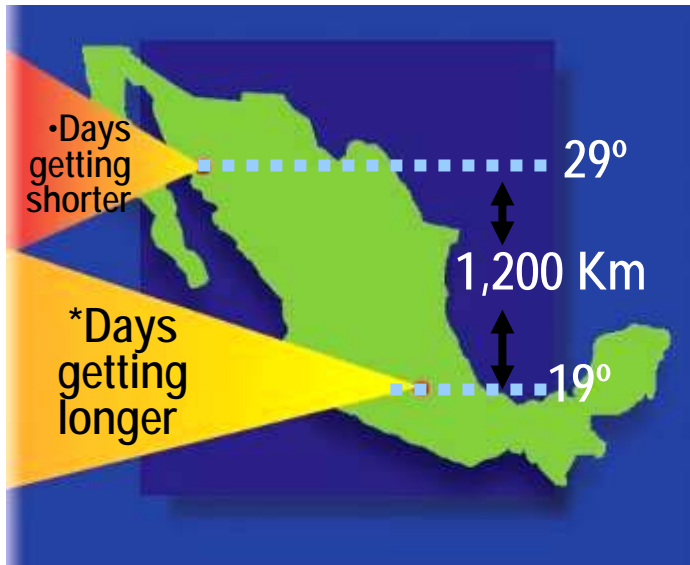 •Days
getting
shorter
29º
1,200 Km
*Days
getting
longer
19º